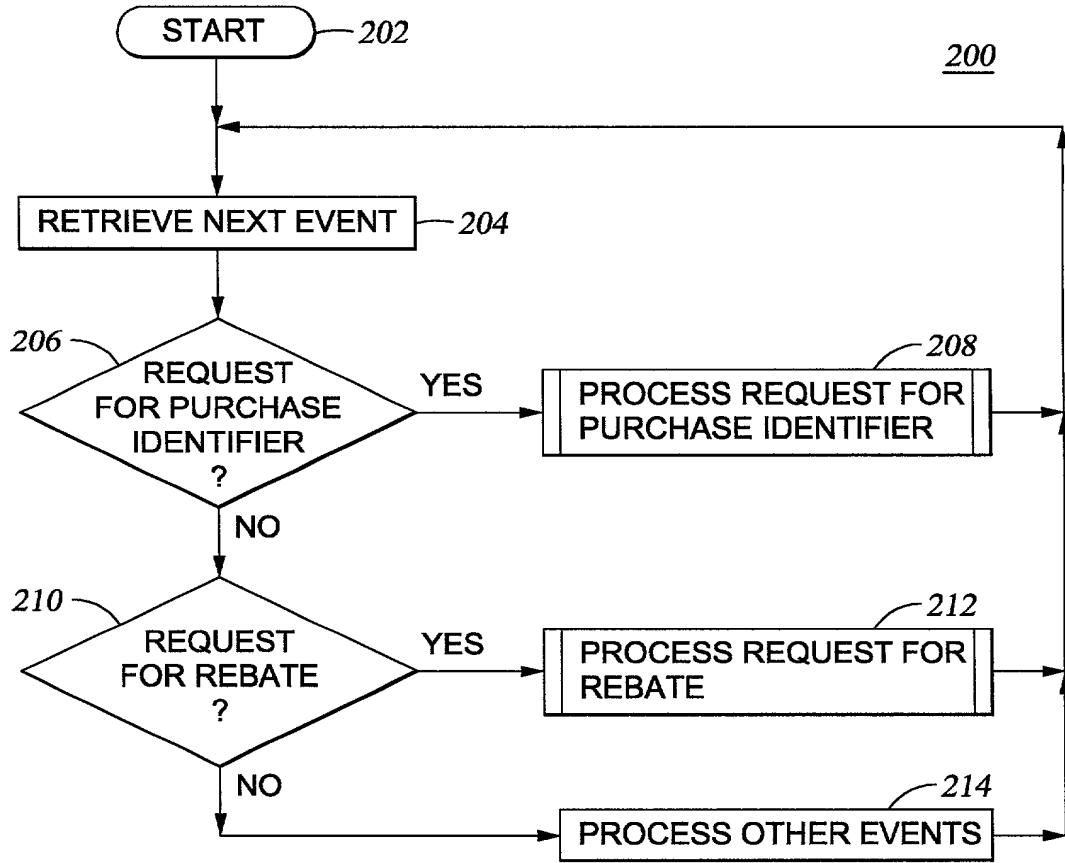 START
202
200
RETRIEVE NEXT EVENT
204
206
REQUEST
FOR PURCHASE
IDENTIFIER
?
YES
208
PROCESS REQUEST FOR
PURCHASE IDENTIFIER
NO
210
REQUEST
FOR REBATE
?
YES
212
PROCESS REQUEST FOR
REBATE
NO
214
PROCESS OTHER EVENTS